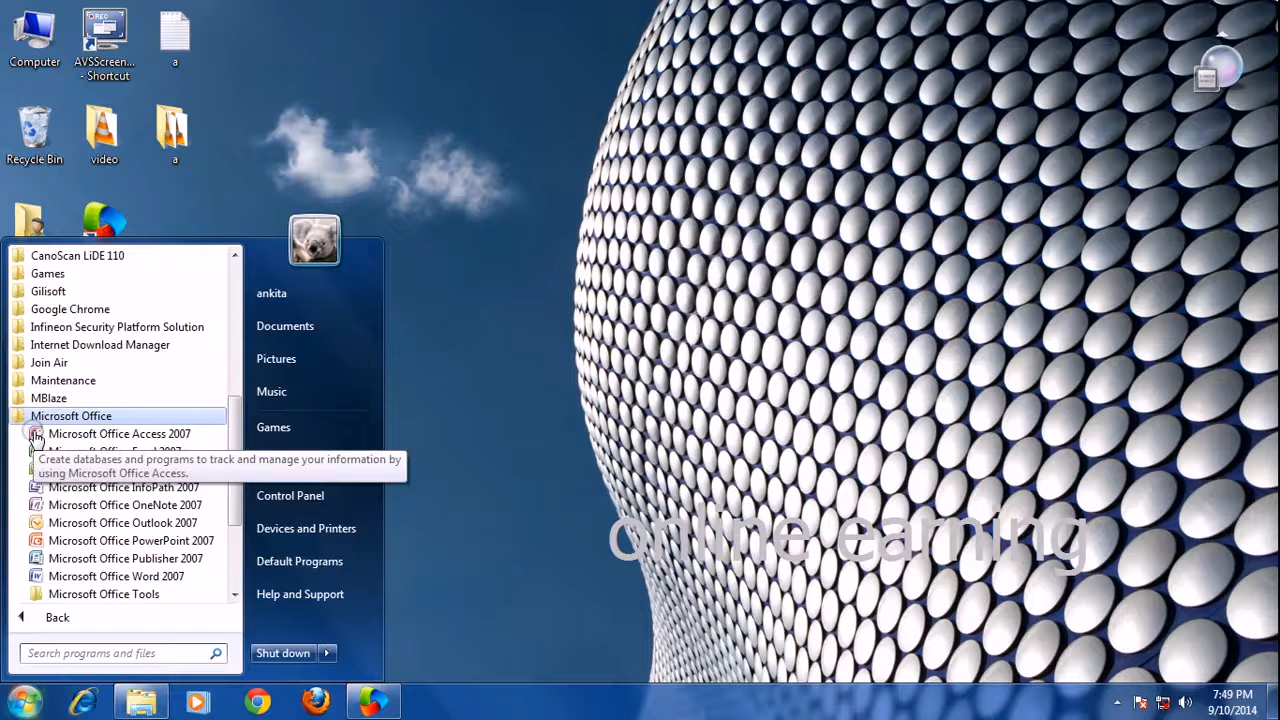 Computer
AVSScreen...
- Shortcut
a
Recycle Bin
video
a
CanoScan LiDE 110
Games
Gilisoft
Google Chrome
Infineon Security Platform Solution
Internet Download Manager
Join Air
Maintenance
MBlaze
Microsoft Office
Microsoft Office Access 2007
Create databases and programs to track and manage your information by
using Microsoft Office Access.
Microsoft Office InfoPath 2007
Microsoft Office OneNote 2007
Microsoft Office Outlook 2007
Microsoft Office PowerPoint 2007
Microsoft Office Publisher 2007
Microsoft Office Word 2007
Microsoft Office Tools
Back
Search programs and files
ankita
Documents
Pictures
Music
Games
Control Panel
Devices and Printers
Default Programs
Help and Support
Shut down
online earning
7:49 PM
9/10/2014